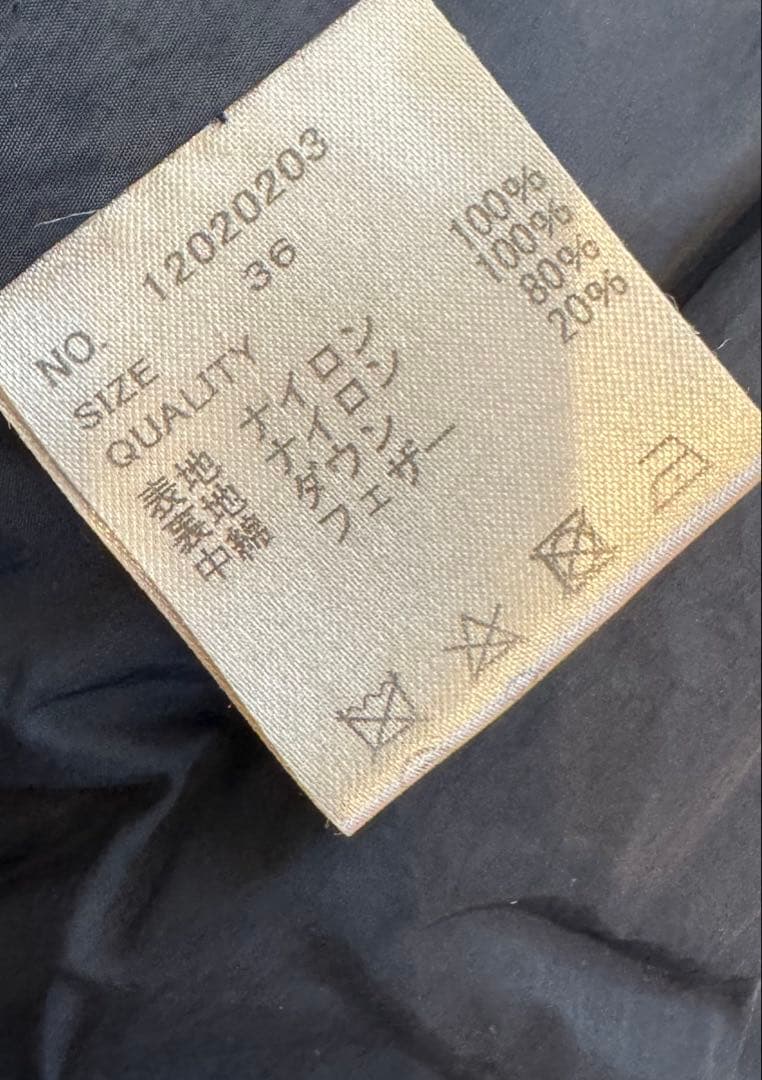 NO. 12020203
SIZE 36
QUALITY
表地 ナイロン 100%
裏地 ナイロン 100%
中綿 ダウン 80%
フェザー 20%